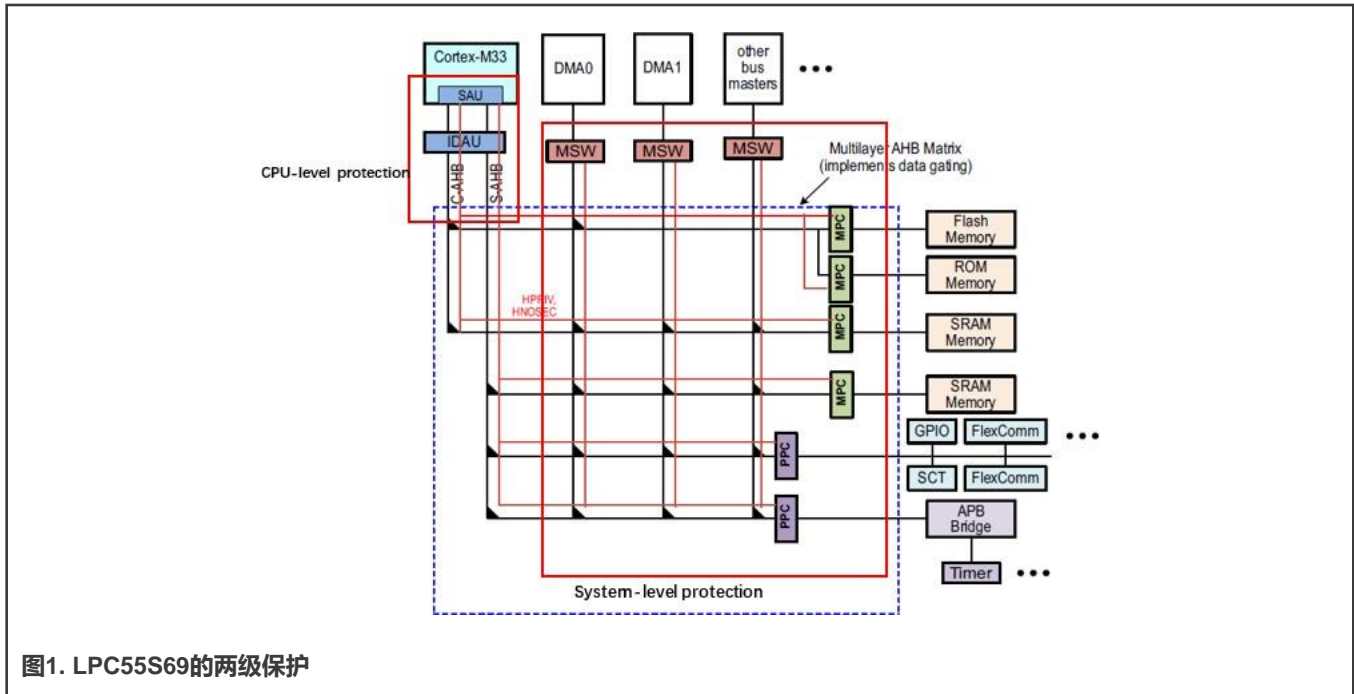 Cortex-M33
SAU
IDAU
C-AHB
S-AHB
CPU-level protection
DMA0
DMA1
other
bus
masters
•••
MSW
MSW
MSW
Multilayer AHB Matrix
(implements data gating)
HPRIV,
HNOSEC
MPC
Flash
Memory
MPC
ROM
Memory
MPC
SRAM
Memory
MPC
SRAM
Memory
PPC
GPIO
FlexComm
•••
SCT
FlexComm
PPC
APB
Bridge
Timer
•••
System-level protection
图1. LPC55S69的两级保护